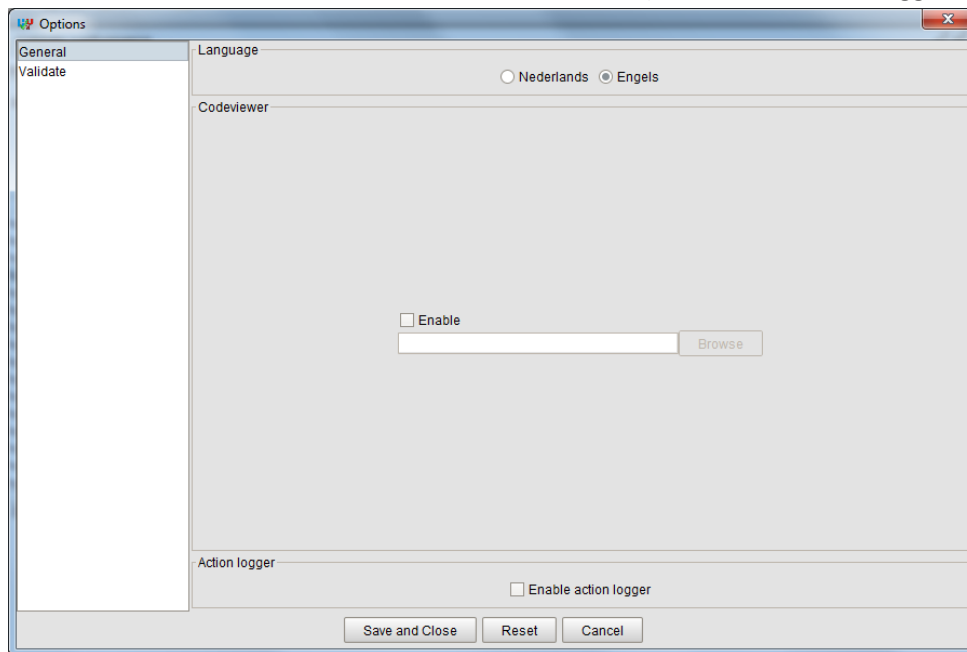 Options
General
Validate
Language
Nederlands Engels
Codeviewer
Enable
Browse
Action logger
Enable action logger
Save and Close Reset Cancel